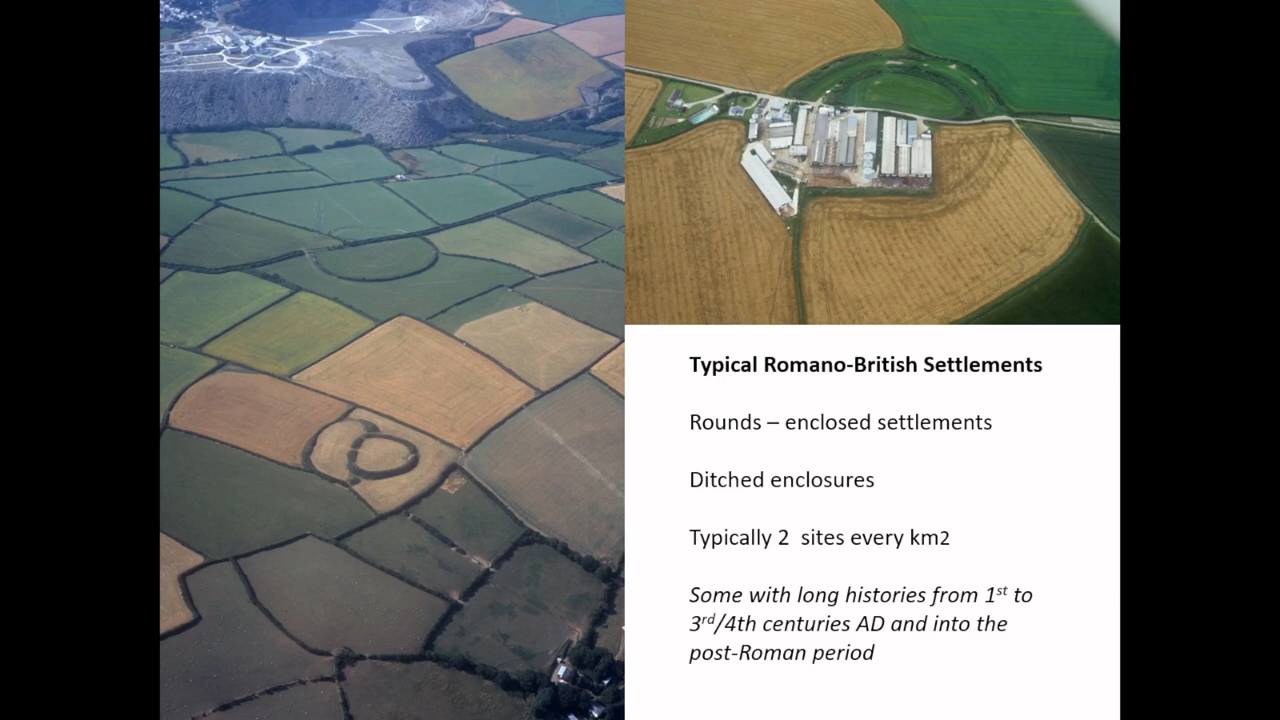 Typical Romano-British Settlements
Rounds – enclosed settlements
Ditched enclosures
Typically 2  sites every km2
Some with long histories from 1st to
3rd/4th centuries AD and into the
post-Roman period